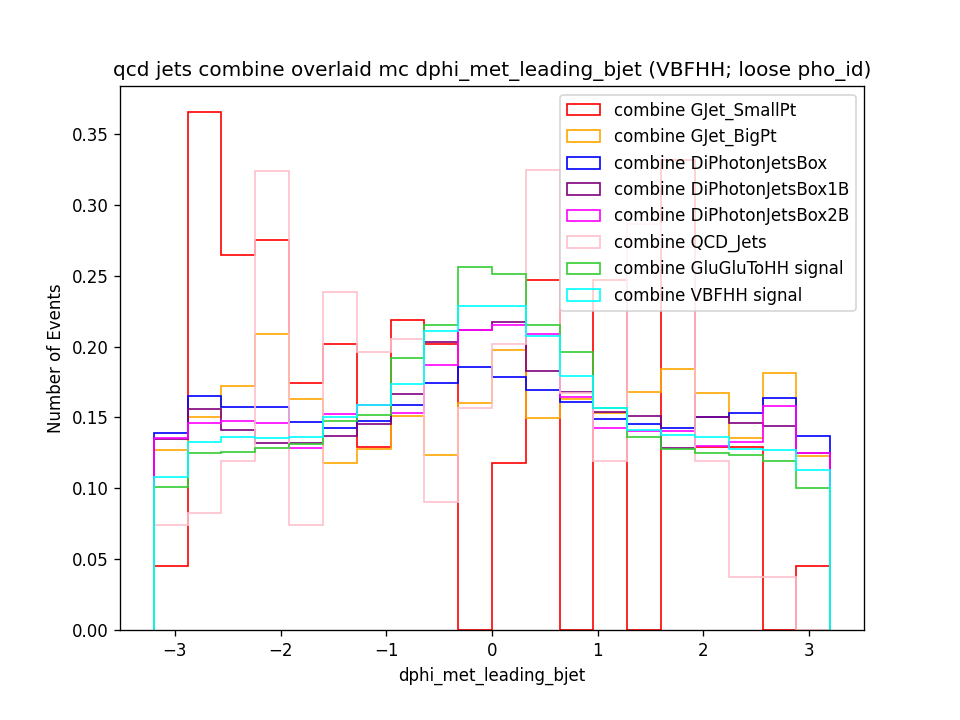 qcd jets combine overlaid mc dphi_met_leading_bjet (VBFHH; loose pho_id)
combine GJet_SmallPt
combine GJet_BigPt
combine DiPhotonJetsBox
combine DiPhotonJetsBox1B
combine DiPhotonJetsBox2B
combine QCD_Jets
combine GluGluToHH signal
combine VBFHH signal
Number of Events
0.35
0.30
0.25
0.20
0.15
0.10
0.05
0.00
−3 −2 −1 0 1 2 3
dphi_met_leading_bjet